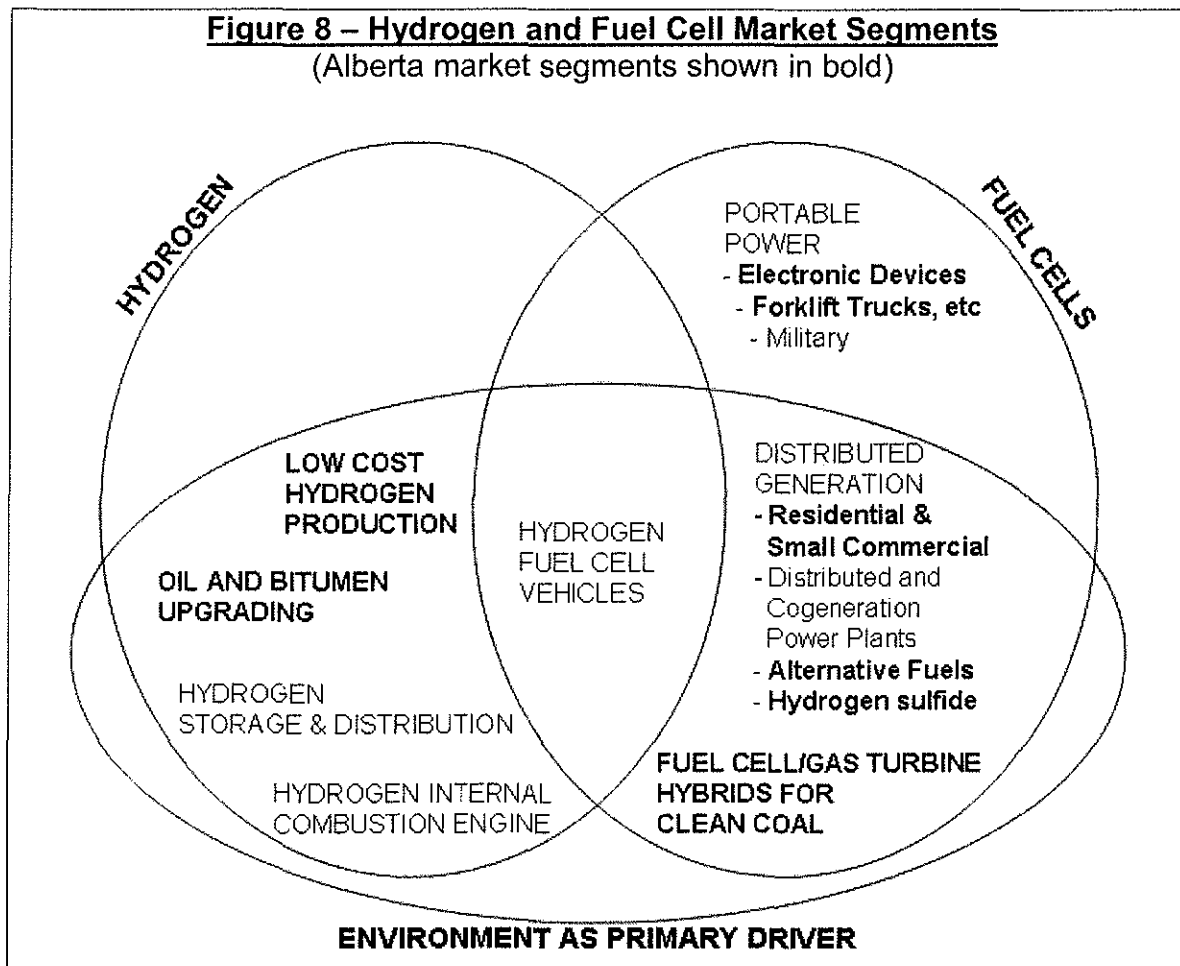 Figure 8 – Hydrogen and Fuel Cell Market Segments
(Alberta market segments shown in bold)
HYDROGEN
FUEL CELLS
PORTABLE
POWER
- Electronic Devices
- Forklift Trucks, etc
- Military
LOW COST
HYDROGEN
PRODUCTION
OIL AND BITUMEN
UPGRADING
HYDROGEN
STORAGE & DISTRIBUTION
HYDROGEN INTERNAL
COMBUSTION ENGINE
HYDROGEN
FUEL CELL
VEHICLES
DISTRIBUTED
GENERATION
- Residential &
Small Commercial
- Distributed and
Cogeneration
Power Plants
- Alternative Fuels
- Hydrogen sulfide
FUEL CELL/GAS TURBINE
HYBRIDS FOR
CLEAN COAL
ENVIRONMENT AS PRIMARY DRIVER